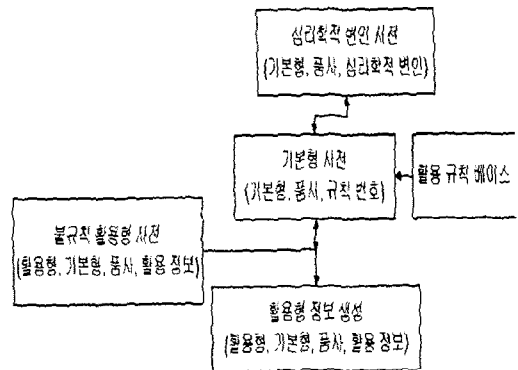 심리학적 변인 사전
(기본형, 품사, 심리학적 변인)
기본형 사전
(기본형, 품사, 규칙 번호)
활용 규칙 베이스
불규칙 활용형 사전
(활용형, 기본형, 품사, 활용 정보)
활용형 정보 생성
(활용형, 기본형, 품사, 활용 정보)